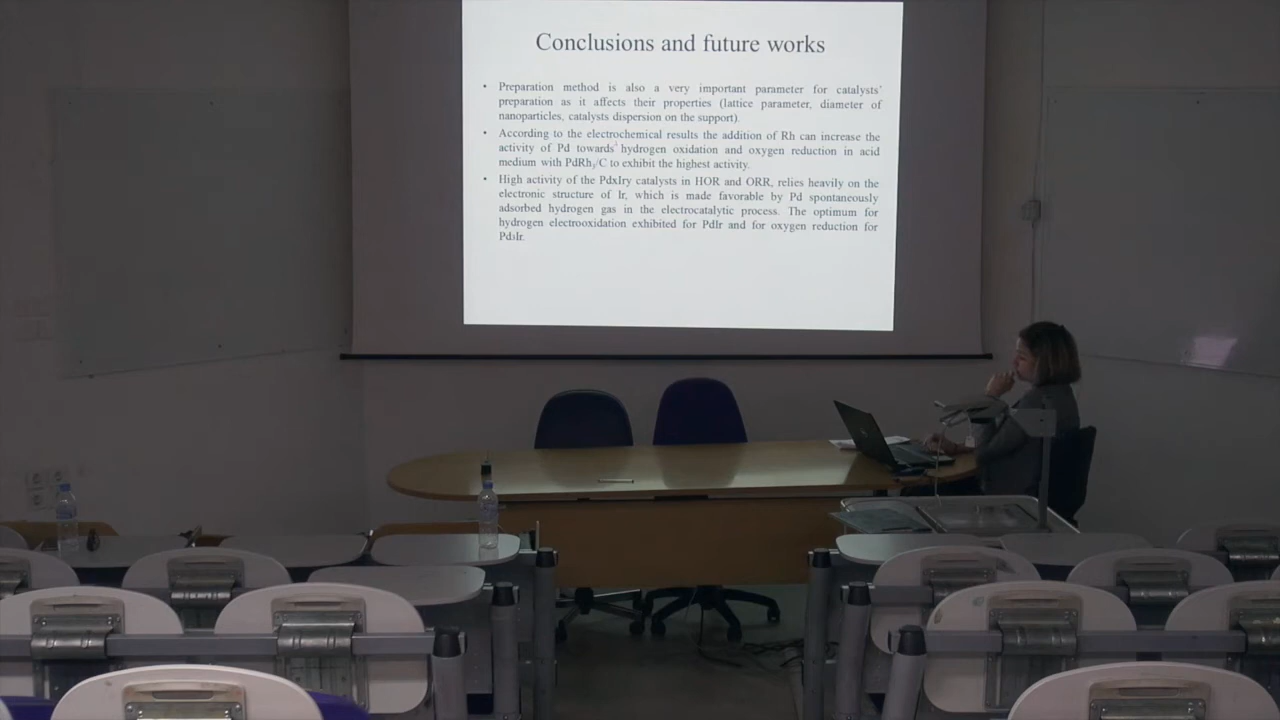 Conclusions and future works
• Preparation method is also a very important parameter for catalysts'
preparation as it affects their properties (lattice parameter, diameter of
nanoparticles, catalysts dispersion on the support).
• According to the electrochemical results the addition of Rh can increase the
activity of Pd towards hydrogen oxidation and oxygen reduction in acid
medium with PdRh₃/C to exhibit the highest activity.
• High activity of the PdxIry catalysts in HOR and ORR, relies heavily on the
electronic structure of Ir, which is made favorable by Pd spontaneously
adsorbed hydrogen gas in the electrocatalytic process. The optimum for
hydrogen electrooxidation exhibited for PdIr and for oxygen reduction for
Pd₃Ir.